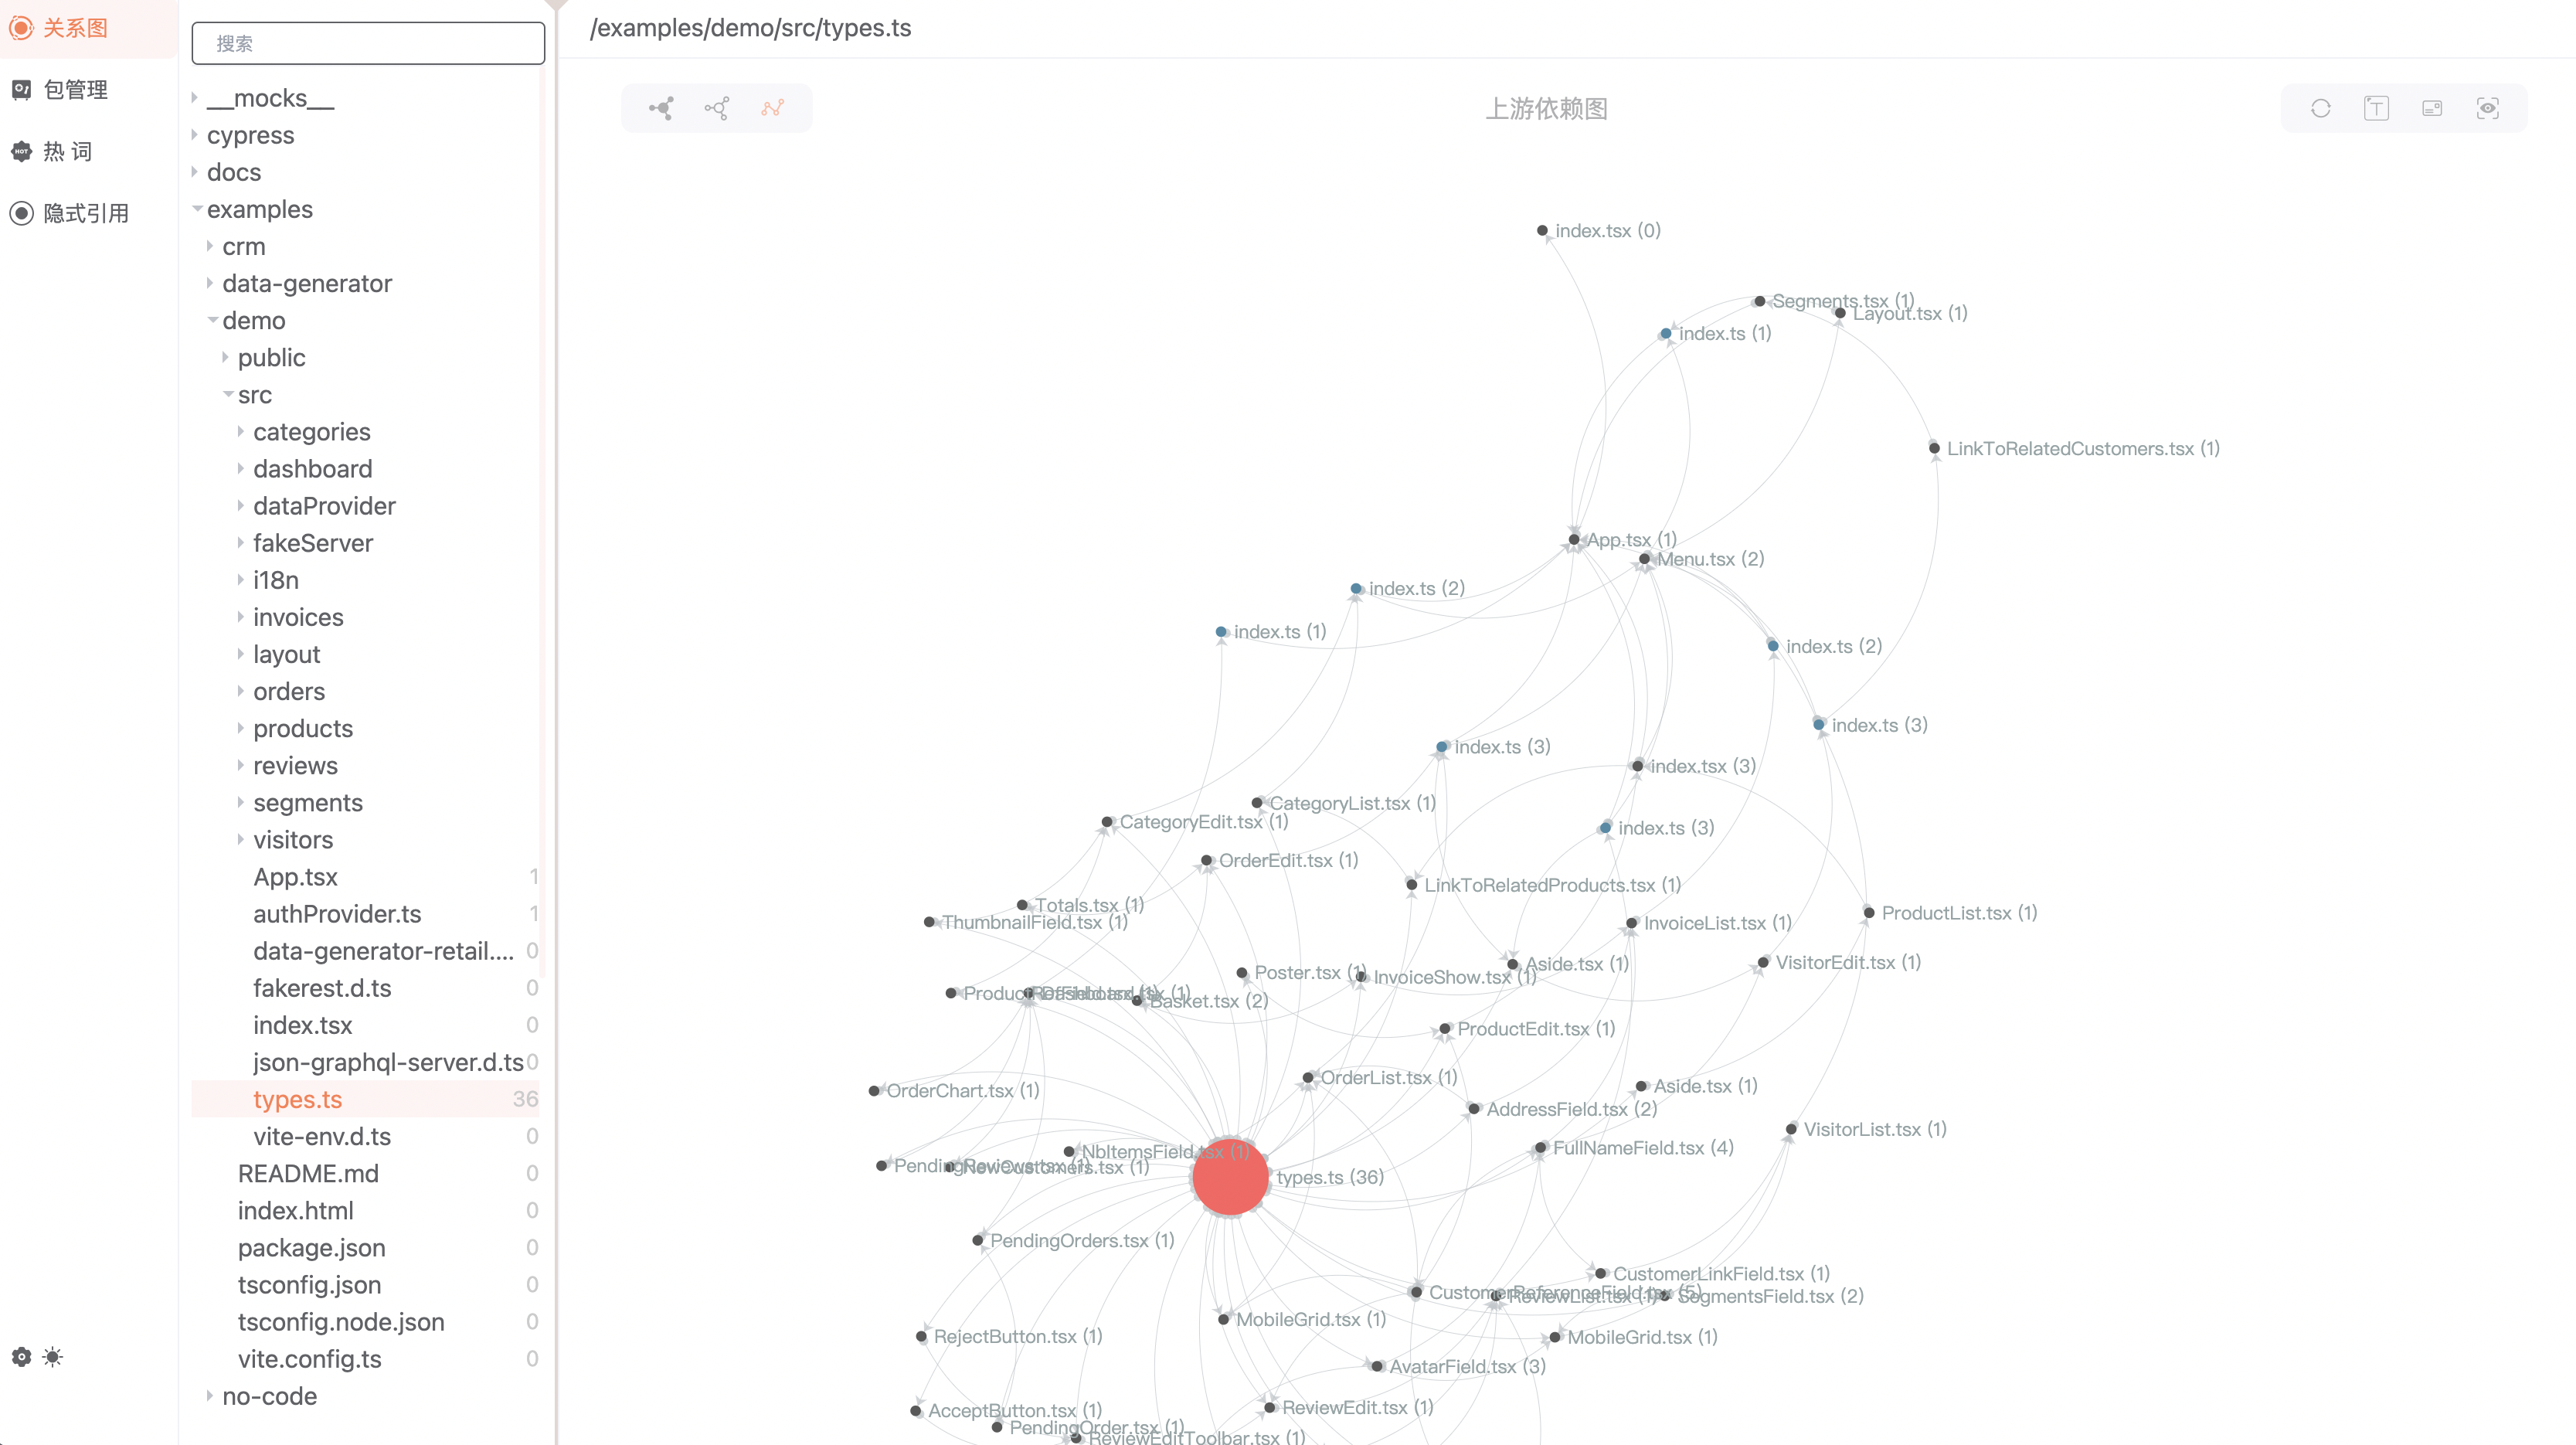 关系图
包管理
热 词
隐式引用
搜索
__mocks__
cypress
docs
examples
crm
data-generator
demo
public
src
categories
dashboard
dataProvider
fakeServer
i18n
invoices
layout
orders
products
reviews
segments
visitors
App.tsx 1
authProvider.ts 1
data-generator-retail.... 0
fakerest.d.ts 0
index.tsx 0
json-graphql-server.d.ts 0
types.ts 36
vite-env.d.ts 0
README.md 0
index.html 0
package.json 0
tsconfig.json 0
tsconfig.node.json 0
vite.config.ts 0
no-code
/examples/demo/src/types.ts
上游依赖图
index.tsx (0)
Segments.tsx (1)
Layout.tsx (1)
index.ts (1)
LinkToRelatedCustomers.tsx (1)
App.tsx (1)
Menu.tsx (2)
index.ts (2)
index.ts (1)
index.ts (2)
index.ts (3)
index.ts (3)
index.tsx (3)
CategoryList.tsx (1)
CategoryEdit.tsx (1)
index.ts (3)
OrderEdit.tsx (1)
LinkToRelatedProducts.tsx (1)
Totals.tsx (1)
ThumbnailField.tsx (1)
ProductList.tsx (1)
InvoiceList.tsx (1)
Aside.tsx (1)
VisitorEdit.tsx (1)
Poster.tsx (1)
InvoiceShow.tsx (1)
Basket.tsx (2)
ProductEdit.tsx (1)
OrderList.tsx (1)
OrderChart.tsx (1)
Aside.tsx (1)
AddressField.tsx (2)
VisitorList.tsx (1)
FullNameField.tsx (4)
NbItemsField.tsx (1)
PendingReviews.tsx (1)
NewCustomers.tsx (1)
types.ts (36)
PendingOrders.tsx (1)
CustomerLinkField.tsx (1)
CustomerReferenceField.tsx (5)
ReviewList.tsx (1)
SegmentsField.tsx (2)
MobileGrid.tsx (1)
RejectButton.tsx (1)
MobileGrid.tsx (1)
AvatarField.tsx (3)
ReviewEdit.tsx (1)
AcceptButton.tsx (1)
PendingOrder.tsx (1)
ReviewEditToolbar.tsx (1)